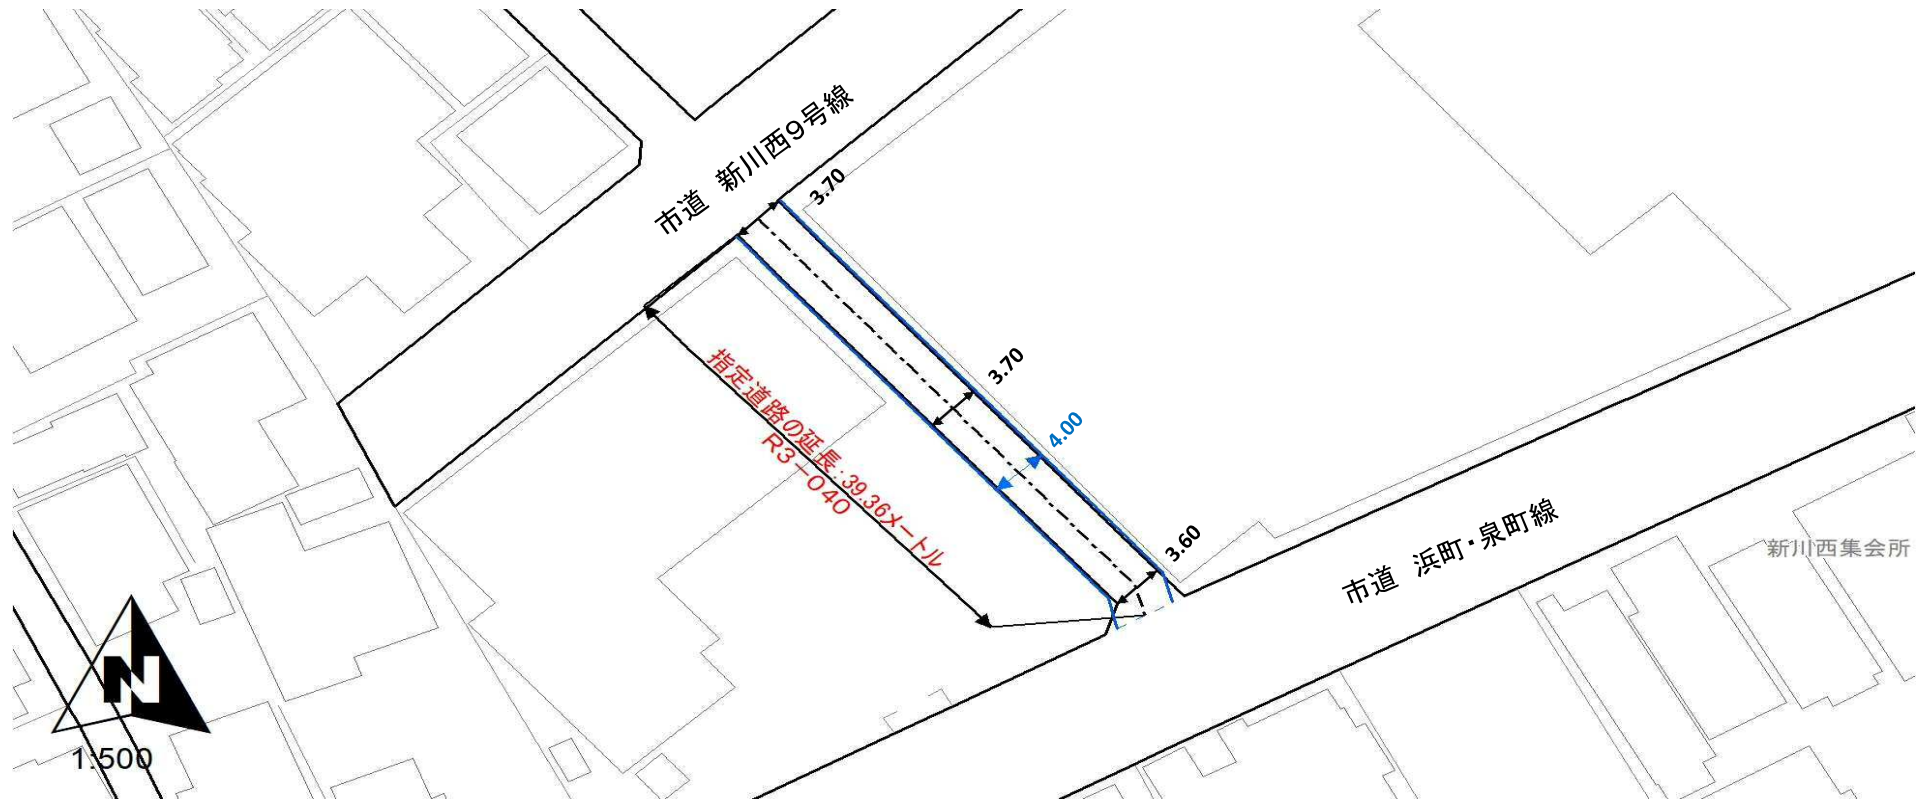 市道 新川西9号線
3.70
3.70
4.00
指定道路の延長:39.36メートル
R3-040
3.60
市道 浜町・泉町線
新川西集会所
N
1:500